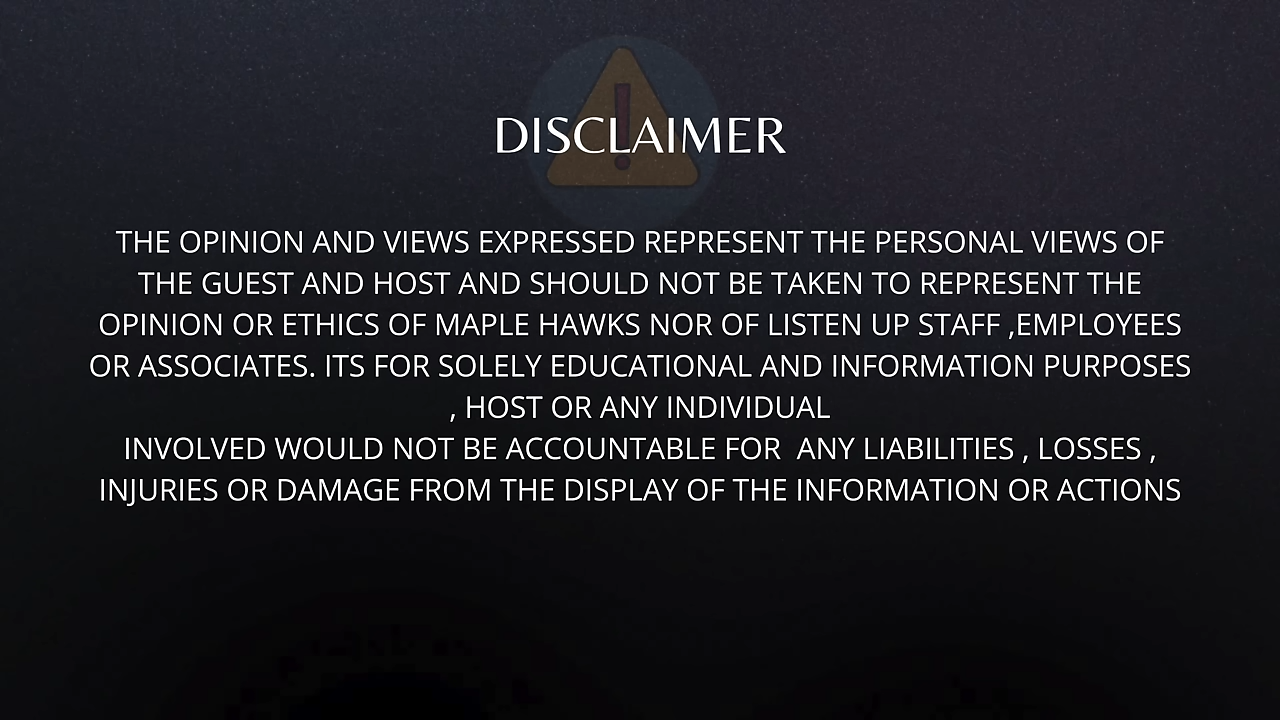 DISCLAIMER
THE OPINION AND VIEWS EXPRESSED REPRESENT THE PERSONAL VIEWS OF
THE GUEST AND HOST AND SHOULD NOT BE TAKEN TO REPRESENT THE
OPINION OR ETHICS OF MAPLE HAWKS NOR OF LISTEN UP STAFF ,EMPLOYEES
OR ASSOCIATES. ITS FOR SOLELY EDUCATIONAL AND INFORMATION PURPOSES
, HOST OR ANY INDIVIDUAL
INVOLVED WOULD NOT BE ACCOUNTABLE FOR  ANY LIABILITIES , LOSSES ,
INJURIES OR DAMAGE FROM THE DISPLAY OF THE INFORMATION OR ACTIONS